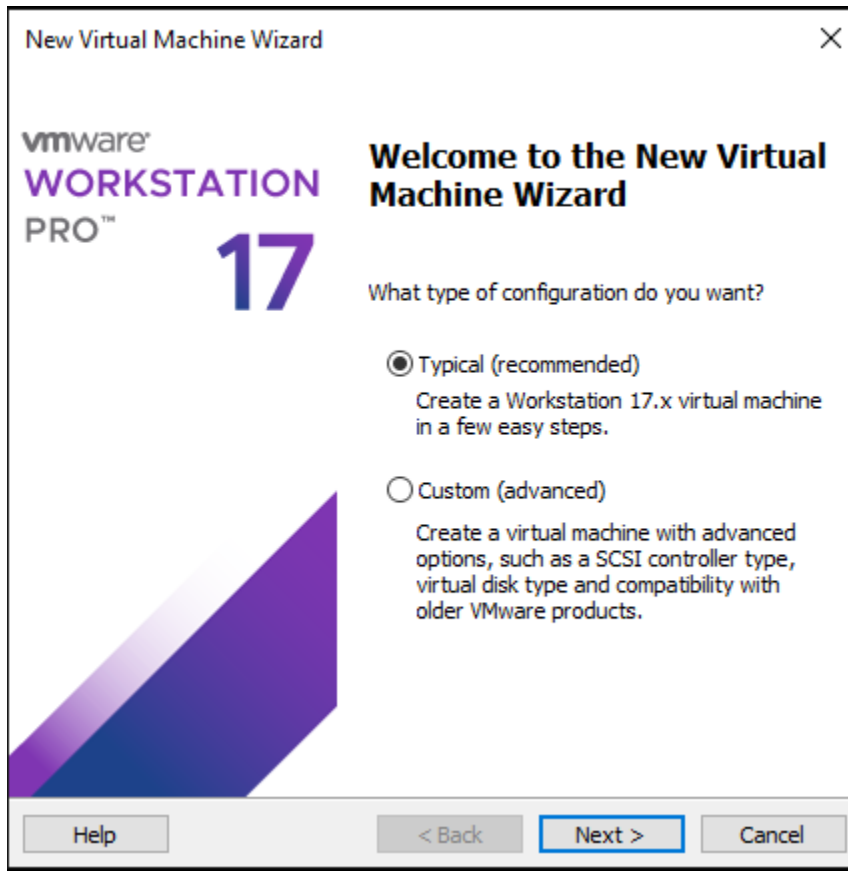 New Virtual Machine Wizard
vmware®
WORKSTATION
PRO™
17
Welcome to the New Virtual
Machine Wizard
What type of configuration do you want?
Typical (recommended)
Create a Workstation 17.x virtual machine
in a few easy steps.
Custom (advanced)
Create a virtual machine with advanced
options, such as a SCSI controller type,
virtual disk type and compatibility with
older VMware products.
Help
< Back
Next >
Cancel